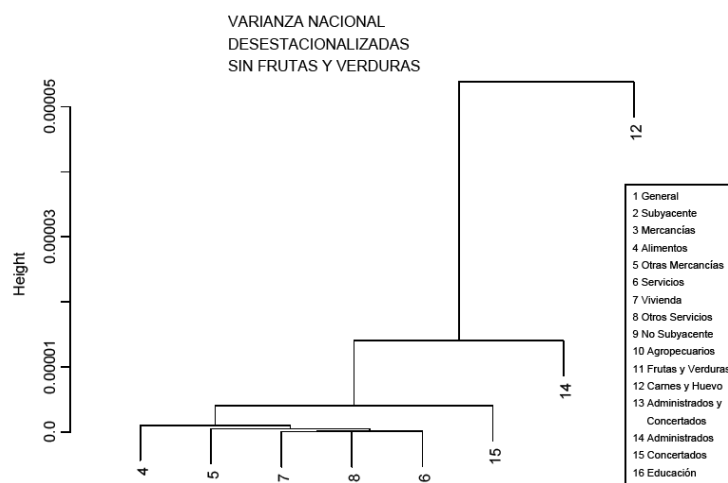 VARIANZA NACIONAL
DESESTACIONALIZADAS
SIN FRUTAS Y VERDURAS
Height
0.00005
0.00003
0.00001
0.0
12
14
15
4
5
7
8
6
1 General
2 Subyacente
3 Mercancías
4 Alimentos
5 Otras Mercancías
6 Servicios
7 Vivienda
8 Otros Servicios
9 No Subyacente
10 Agropecuarios
11 Frutas y Verduras
12 Carnes y Huevo
13 Administrados y
Concertados
14 Administrados
15 Concertados
16 Educación